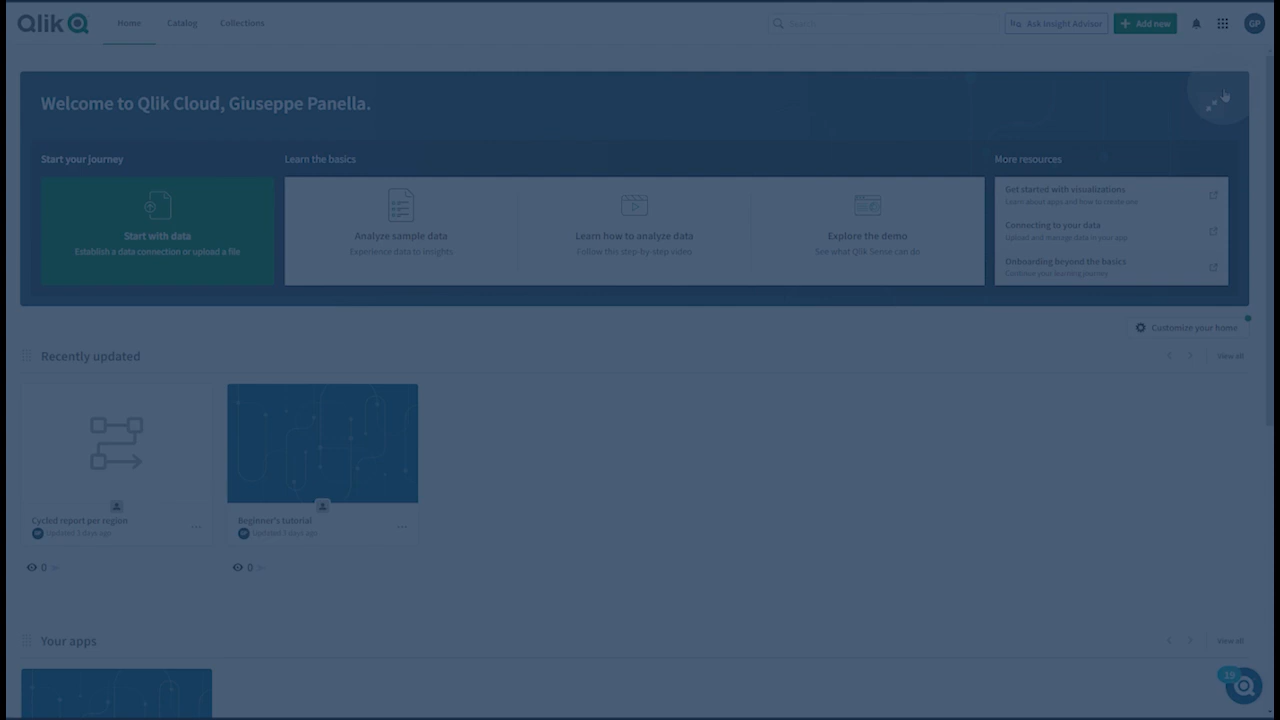 Qlik
Home Catalog Collections Search Ask Insight Advisor Add new GP
Welcome to Qlik Cloud, Giuseppe Panella.
Start your journey
Start with data
Establish a data connection or upload a file
Learn the basics
Analyze sample data
Experience data to insights
Learn how to analyze data
Follow this step-by-step video
Explore the demo
See what Qlik Sense can do
More resources
Get started with visualizations
Learn about apps and how to create one
Connecting to your data
Upload and manage data in your app
Onboarding beyond the basics
Continue your learning journey
Customize your home
Recently updated
View all
Cycled report per region
Updated 2 days ago
0
Beginner's tutorial
Updated 2 days ago
0
Your apps
View all
19